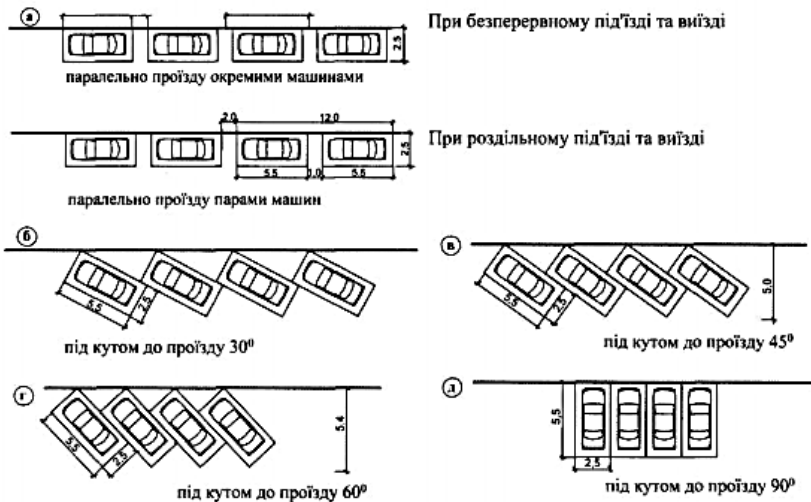 а
При безперервному під'їзді та виїзді
2,5
паралельно проїзду окремими машинами
2,0
12,0
При роздільному під'їзді та виїзді
2,5
5,5
1,0
5,5
паралельно проїзду парами машин
б
5,5
2,5
під кутом до проїзду 30⁰
в
5,5
2,5
5,0
під кутом до проїзду 45⁰
г
5,5
2,5
5,4
під кутом до проїзду 60⁰
д
5,5
2,5
під кутом до проїзду 90⁰